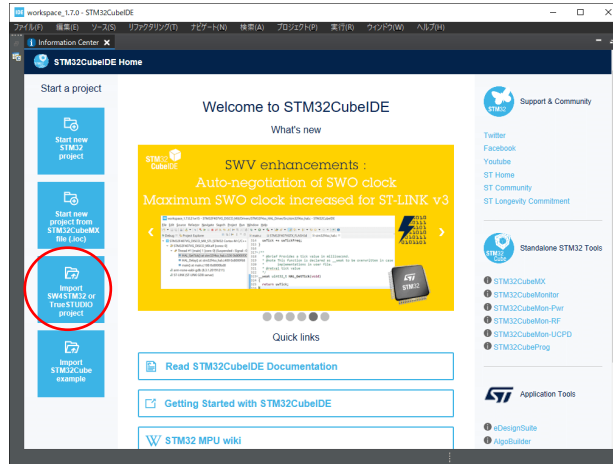 IDE workspace_1.7.0 - STM32CubeIDE
ファイル(F) 編集(E) ソース(S) リファクタリング(T) ナビゲート(N) 検索(A) プロジェクト(P) 実行(R) ウィンドウ(W) ヘルプ(H)
Information Center
STM32CubeIDE Home
Start a project
Start new
STM32
project
Start new
project from
STM32CubeMX
file (.ioc)
Import
SW4STM32 or
TrueSTUDIO
project
Import
STM32Cube
example
Welcome to STM32CubeIDE
What's new
STM32
CubeIDE
SWV enhancements :
Auto-negotiation of SWO clock
Maximum SWO clock increased for ST-LINK v3
STM32
Quick links
Read STM32CubeIDE Documentation
Getting Started with STM32CubeIDE
STM32 MPU wiki
STM32
Support & Community
Twitter
Facebook
Youtube
ST Home
ST Community
ST Longevity Commitment
STM32
Cube
Standalone STM32 Tools
STM32CubeMX
STM32CubeMonitor
STM32CubeMon-Pwr
STM32CubeMon-RF
STM32CubeMon-UCPD
STM32CubeProg
Application Tools
eDesignSuite
AlgoBuilder